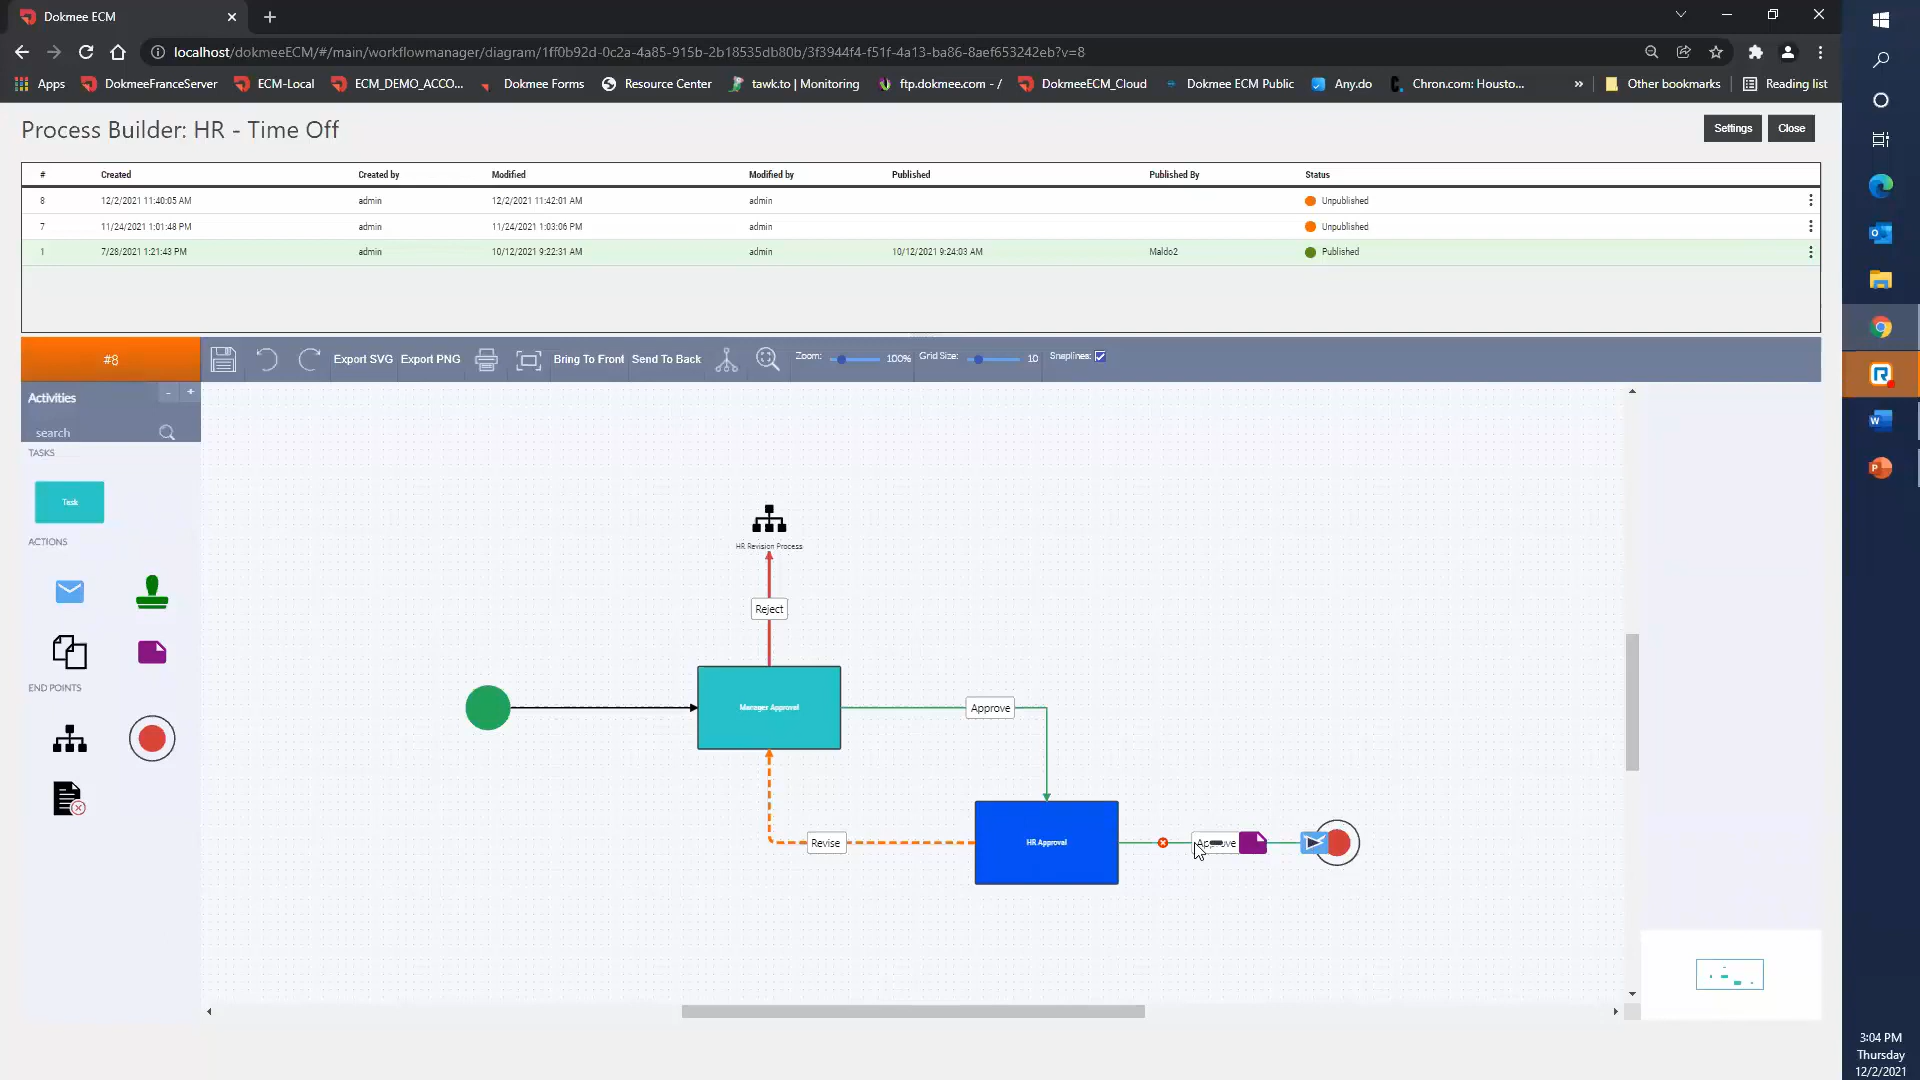 Dokmee ECM
localhost/dokmeeECM/#/main/workflowmanager/diagram/1ff0b92d-0c2a-4a85-915b-2b18535db80b/3f3944f4-f51f-4a13-ba86-8aef653242eb?v=8
Apps DokmeeFranceServer ECM-Local ECM_DEMO_ACCO... Dokmee Forms Resource Center tawk.to | Monitoring ftp.dokmee.com - / DokmeeECM_Cloud Dokmee ECM Public Any.do Chron.com: Housto... » Other bookmarks Reading list
Process Builder: HR - Time Off
Settings Close
# Created Created by Modified Modified by Published Published By Status
8 12/2/2021 11:40:05 AM admin 12/2/2021 11:42:01 AM admin Unpublished
7 11/24/2021 1:01:48 PM admin 11/24/2021 1:03:06 PM admin Unpublished
1 7/28/2021 1:21:43 PM admin 10/12/2021 9:22:31 AM admin 10/12/2021 9:24:03 AM Maldo2 Published
#8 Export SVG Export PNG Bring To Front Send To Back Zoom: 100% Grid Size: 10 Snaplines:
Activities - +
search
TASKS
Task
ACTIONS
END POINTS
HR Revision Process
Reject
Manager Approval
Approve
Revise
HR Approval
Approve
3:04 PM
Thursday
12/2/2021